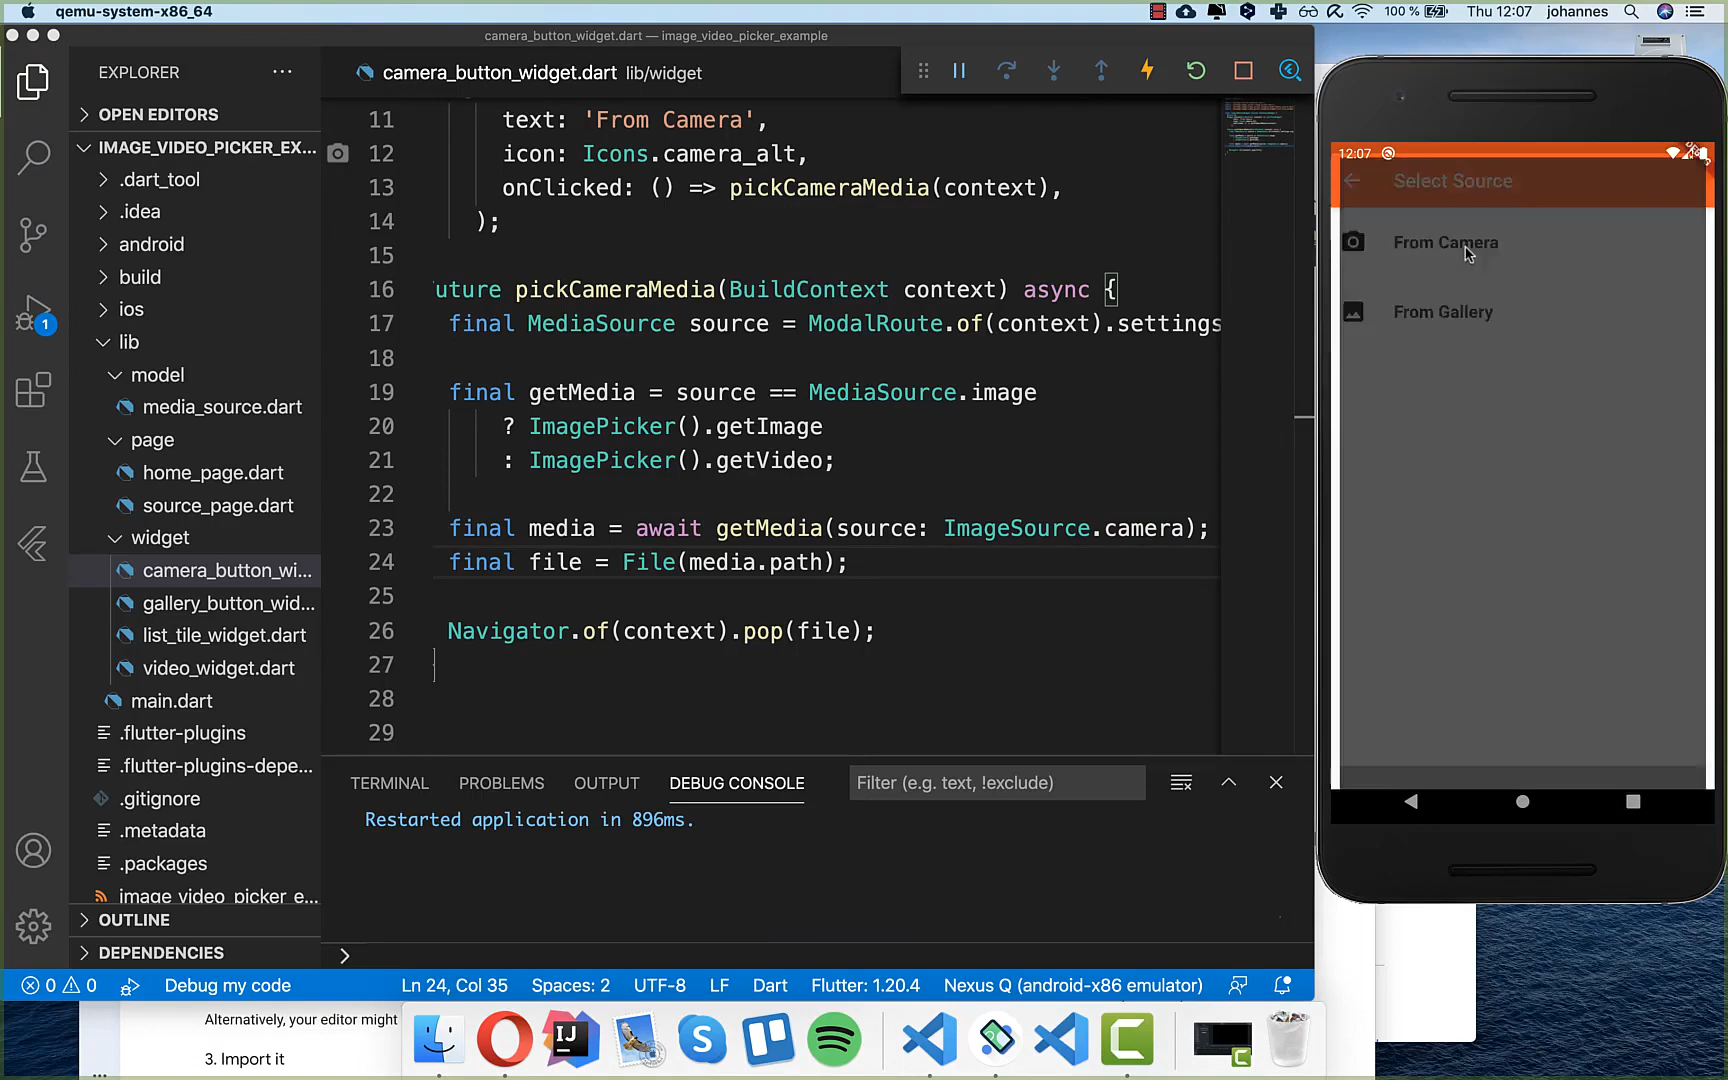 qemu-system-x86_64
100 %
Thu 12:07
johannes
camera_button_widget.dart — image_video_picker_example
EXPLORER
camera_button_widget.dart lib/widget
OPEN EDITORS
IMAGE_VIDEO_PICKER_EX...
.dart_tool
.idea
android
build
ios
lib
model
media_source.dart
page
home_page.dart
source_page.dart
widget
camera_button_wi...
gallery_button_wid...
list_tile_widget.dart
video_widget.dart
main.dart
.flutter-plugins
.flutter-plugins-depe...
.gitignore
.metadata
.packages
image_video_picker_e...
OUTLINE
DEPENDENCIES
1
11 text: 'From Camera',
12 icon: Icons.camera_alt,
13 onClicked: () => pickCameraMedia(context),
14 );
15
16 uture pickCameraMedia(BuildContext context) async {
17 final MediaSource source = ModalRoute.of(context).settings
18
19 final getMedia = source == MediaSource.image
20 ? ImagePicker().getImage
21 : ImagePicker().getVideo;
22
23 final media = await getMedia(source: ImageSource.camera);
24 final file = File(media.path);
25
26 Navigator.of(context).pop(file);
27
28
29
TERMINAL PROBLEMS OUTPUT DEBUG CONSOLE
Filter (e.g. text, !exclude)
Restarted application in 896ms.
0 0 Debug my code
Ln 24, Col 35 Spaces: 2 UTF-8 LF Dart Flutter: 1.20.4 Nexus Q (android-x86 emulator)
12:07
Select Source
From Camera
From Gallery
Alternatively, your editor might
3. Import it
IJ